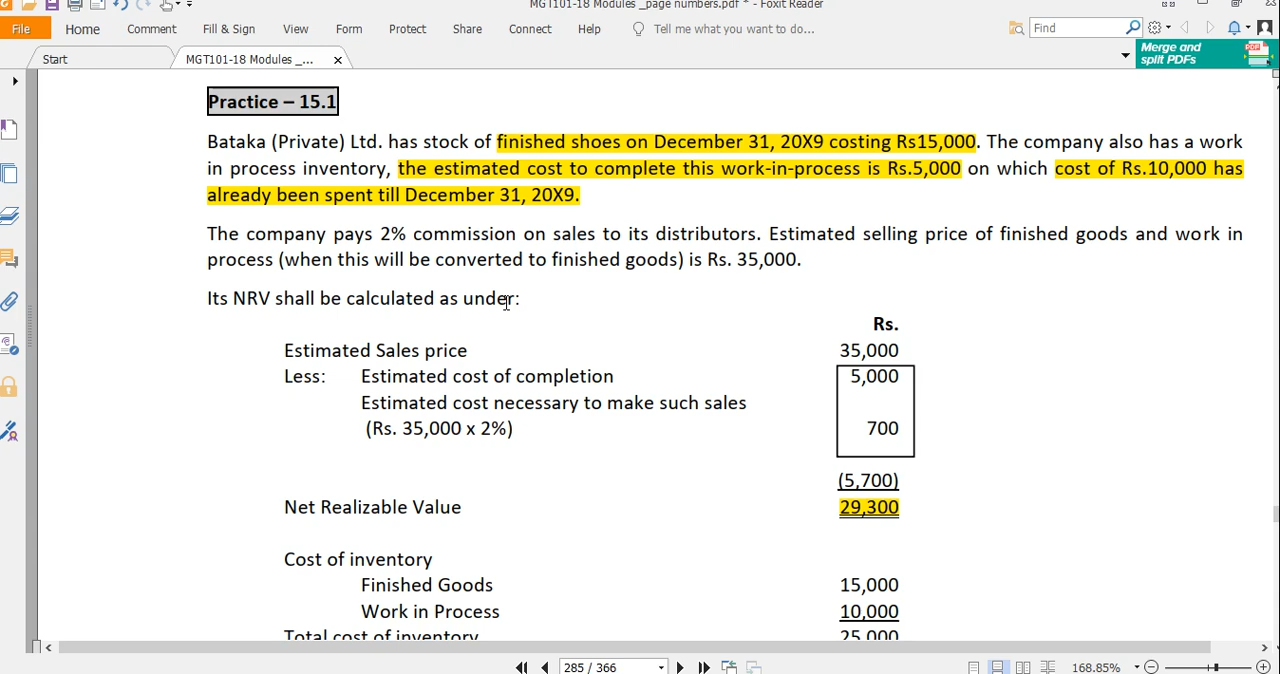 MGT101-18 Modules _page numbers.pdf * - Foxit Reader
File Home Comment Fill & Sign View Form Protect Share Connect Help Tell me what you want to do... Find
Start MGT101-18 Modules _... Merge and
split PDFs
Practice – 15.1
Bataka (Private) Ltd. has stock of finished shoes on December 31, 20X9 costing Rs15,000. The company also has a work
in process inventory, the estimated cost to complete this work-in-process is Rs.5,000 on which cost of Rs.10,000 has
already been spent till December 31, 20X9.
The company pays 2% commission on sales to its distributors. Estimated selling price of finished goods and work in
process (when this will be converted to finished goods) is Rs. 35,000.
Its NRV shall be calculated as under:
Rs.
Estimated Sales price 35,000
Less: Estimated cost of completion 5,000
Estimated cost necessary to make such sales
(Rs. 35,000 x 2%) 700
(5,700)
Net Realizable Value 29,300
Cost of inventory
Finished Goods 15,000
Work in Process 10,000
Total cost of inventory 25,000
285 / 366 168.85%